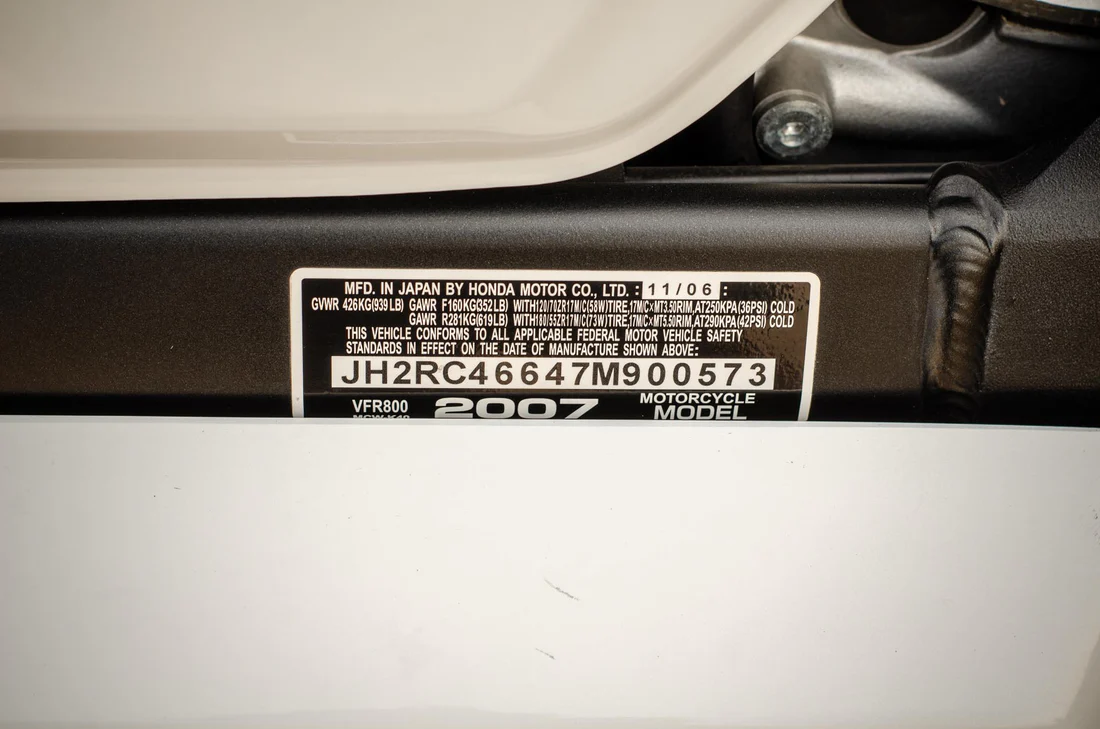 MFD. IN JAPAN BY HONDA MOTOR CO., LTD. : 11/06 :
GVWR 426KG(939LB) GAWR F160KG(352LB) WITH120/70ZR17M/C(58W)TIRE,17M/C×MT3.50RIM,AT250KPA(36PSI) COLD
GAWR R281KG(619LB) WITH180/55ZR17M/C(73W)TIRE,17M/C×MT5.50RIM,AT290KPA(42PSI) COLD
THIS VEHICLE CONFORMS TO ALL APPLICABLE FEDERAL MOTOR VEHICLE SAFETY
STANDARDS IN EFFECT ON THE DATE OF MANUFACTURE SHOWN ABOVE:
JH2RC46647M900573
VFR800 2007 MOTORCYCLE
MODEL